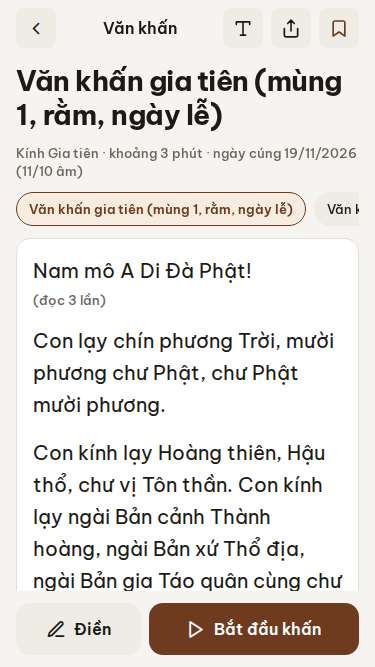 Văn khấn
Văn khấn gia tiên (mùng
1, rằm, ngày lễ)
Kính Gia tiên · khoảng 3 phút · ngày cúng 19/11/2026
(11/10 âm)
Văn khấn gia tiên (mùng 1, rằm, ngày lễ)
Văn
Nam mô A Di Đà Phật!
(đọc 3 lần)
Con lạy chín phương Trời, mười
phương chư Phật, chư Phật
mười phương.
Con kính lạy Hoàng thiên, Hậu
thổ, chư vị Tôn thần. Con kính
lạy ngài Bản cảnh Thành
hoàng, ngài Bản xứ Thổ địa,
ngài Bản gia Táo quân cùng chư
Điền
Bắt đầu khấn